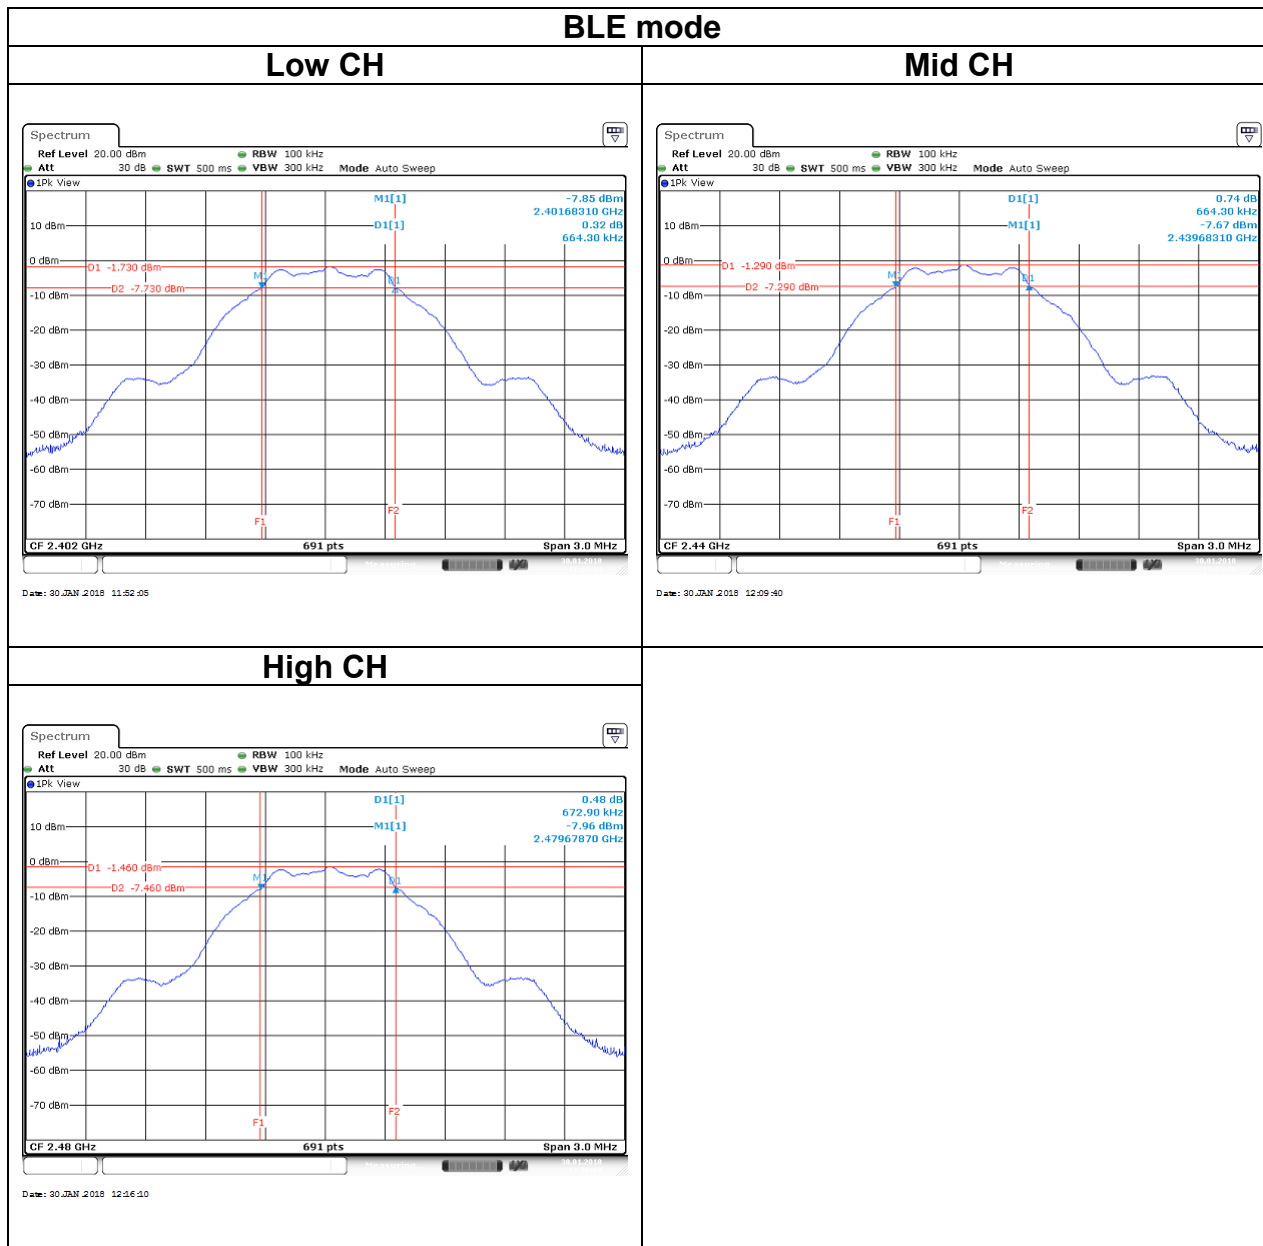 BLE mode
Low CH
Mid CH
Spectrum
Ref Level 20.00 dBm RBW 100 kHz
Att 30 dB SWT 500 ms VBW 300 kHz Mode Auto Sweep
1Pk View
M1[1] -7.85 dBm
2.40168310 GHz
D1[1] 0.32 dB
664.30 kHz
10 dBm
0 dBm
D1 -1.730 dBm
M1
D1
D2 -7.730 dBm
-10 dBm
-20 dBm
-30 dBm
-40 dBm
-50 dBm
-60 dBm
-70 dBm
F1
F2
CF 2.402 GHz 691 pts Span 3.0 MHz
Measuring 30.01.2018
Date: 30.JAN.2018 11:52:05
Spectrum
Ref Level 20.00 dBm RBW 100 kHz
Att 30 dB SWT 500 ms VBW 300 kHz Mode Auto Sweep
1Pk View
D1[1] 0.74 dB
664.30 kHz
M1[1] -7.67 dBm
2.43968310 GHz
10 dBm
0 dBm
D1 -1.290 dBm
M1
D1
D2 -7.290 dBm
-10 dBm
-20 dBm
-30 dBm
-40 dBm
-50 dBm
-60 dBm
-70 dBm
F1
F2
CF 2.44 GHz 691 pts Span 3.0 MHz
Measuring 30.01.2018
Date: 30.JAN.2018 12:09:40
High CH
Spectrum
Ref Level 20.00 dBm RBW 100 kHz
Att 30 dB SWT 500 ms VBW 300 kHz Mode Auto Sweep
1Pk View
D1[1] 0.48 dB
672.90 kHz
M1[1] -7.96 dBm
2.47967870 GHz
10 dBm
0 dBm
D1 -1.460 dBm
M1
D1
D2 -7.460 dBm
-10 dBm
-20 dBm
-30 dBm
-40 dBm
-50 dBm
-60 dBm
-70 dBm
F1
F2
CF 2.48 GHz 691 pts Span 3.0 MHz
Measuring 30.01.2018
Date: 30.JAN.2018 12:16:10